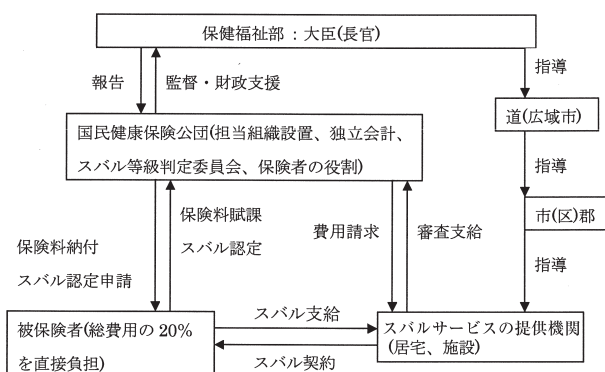 保健福祉部：大臣(長官)
報告
監督・財政支援
指導
道(広域市)
国民健康保険公団(担当組織設置、独立会計、
スバル等級判定委員会、保険者の役割)
指導
市(区)郡
保険料納付
スバル認定申請
保険料賦課
スバル認定
費用請求
審査支給
指導
被保険者(総費用の20%
を直接負担)
スバル支給
スバル契約
スバルサービスの提供機関
(居宅、施設)